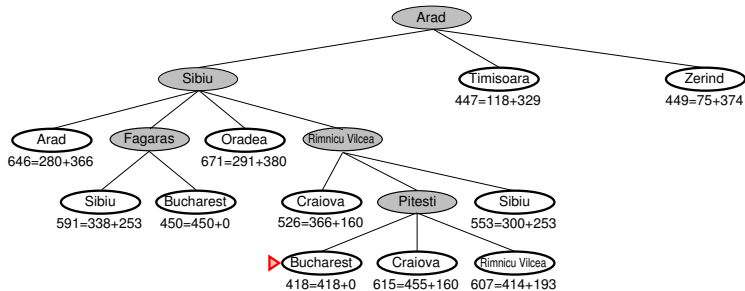 Arad
Sibiu Timisoara Zerind
447=118+329 449=75+374
Arad Fagaras Oradea Rimnicu Vilcea
646=280+366 671=291+380
Sibiu Bucharest Craiova Pitesti Sibiu
591=338+253 450=450+0 526=366+160 553=300+253
Bucharest Craiova Rimnicu Vilcea
418=418+0 615=455+160 607=414+193